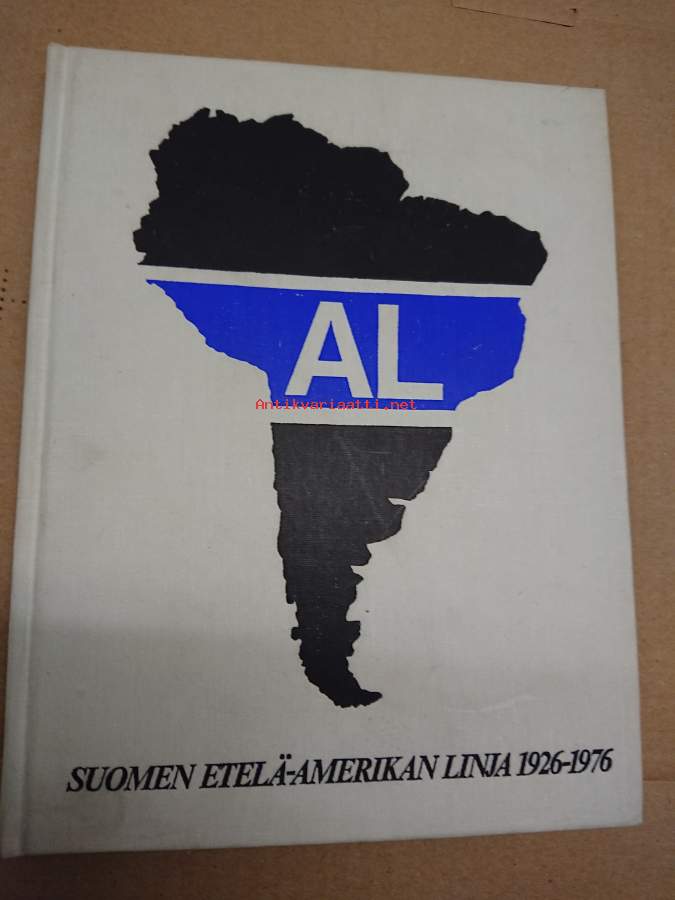 AL
Antikvariaatti.net
SUOMEN ETELÄ-AMERIKAN LINJA 1926-1976